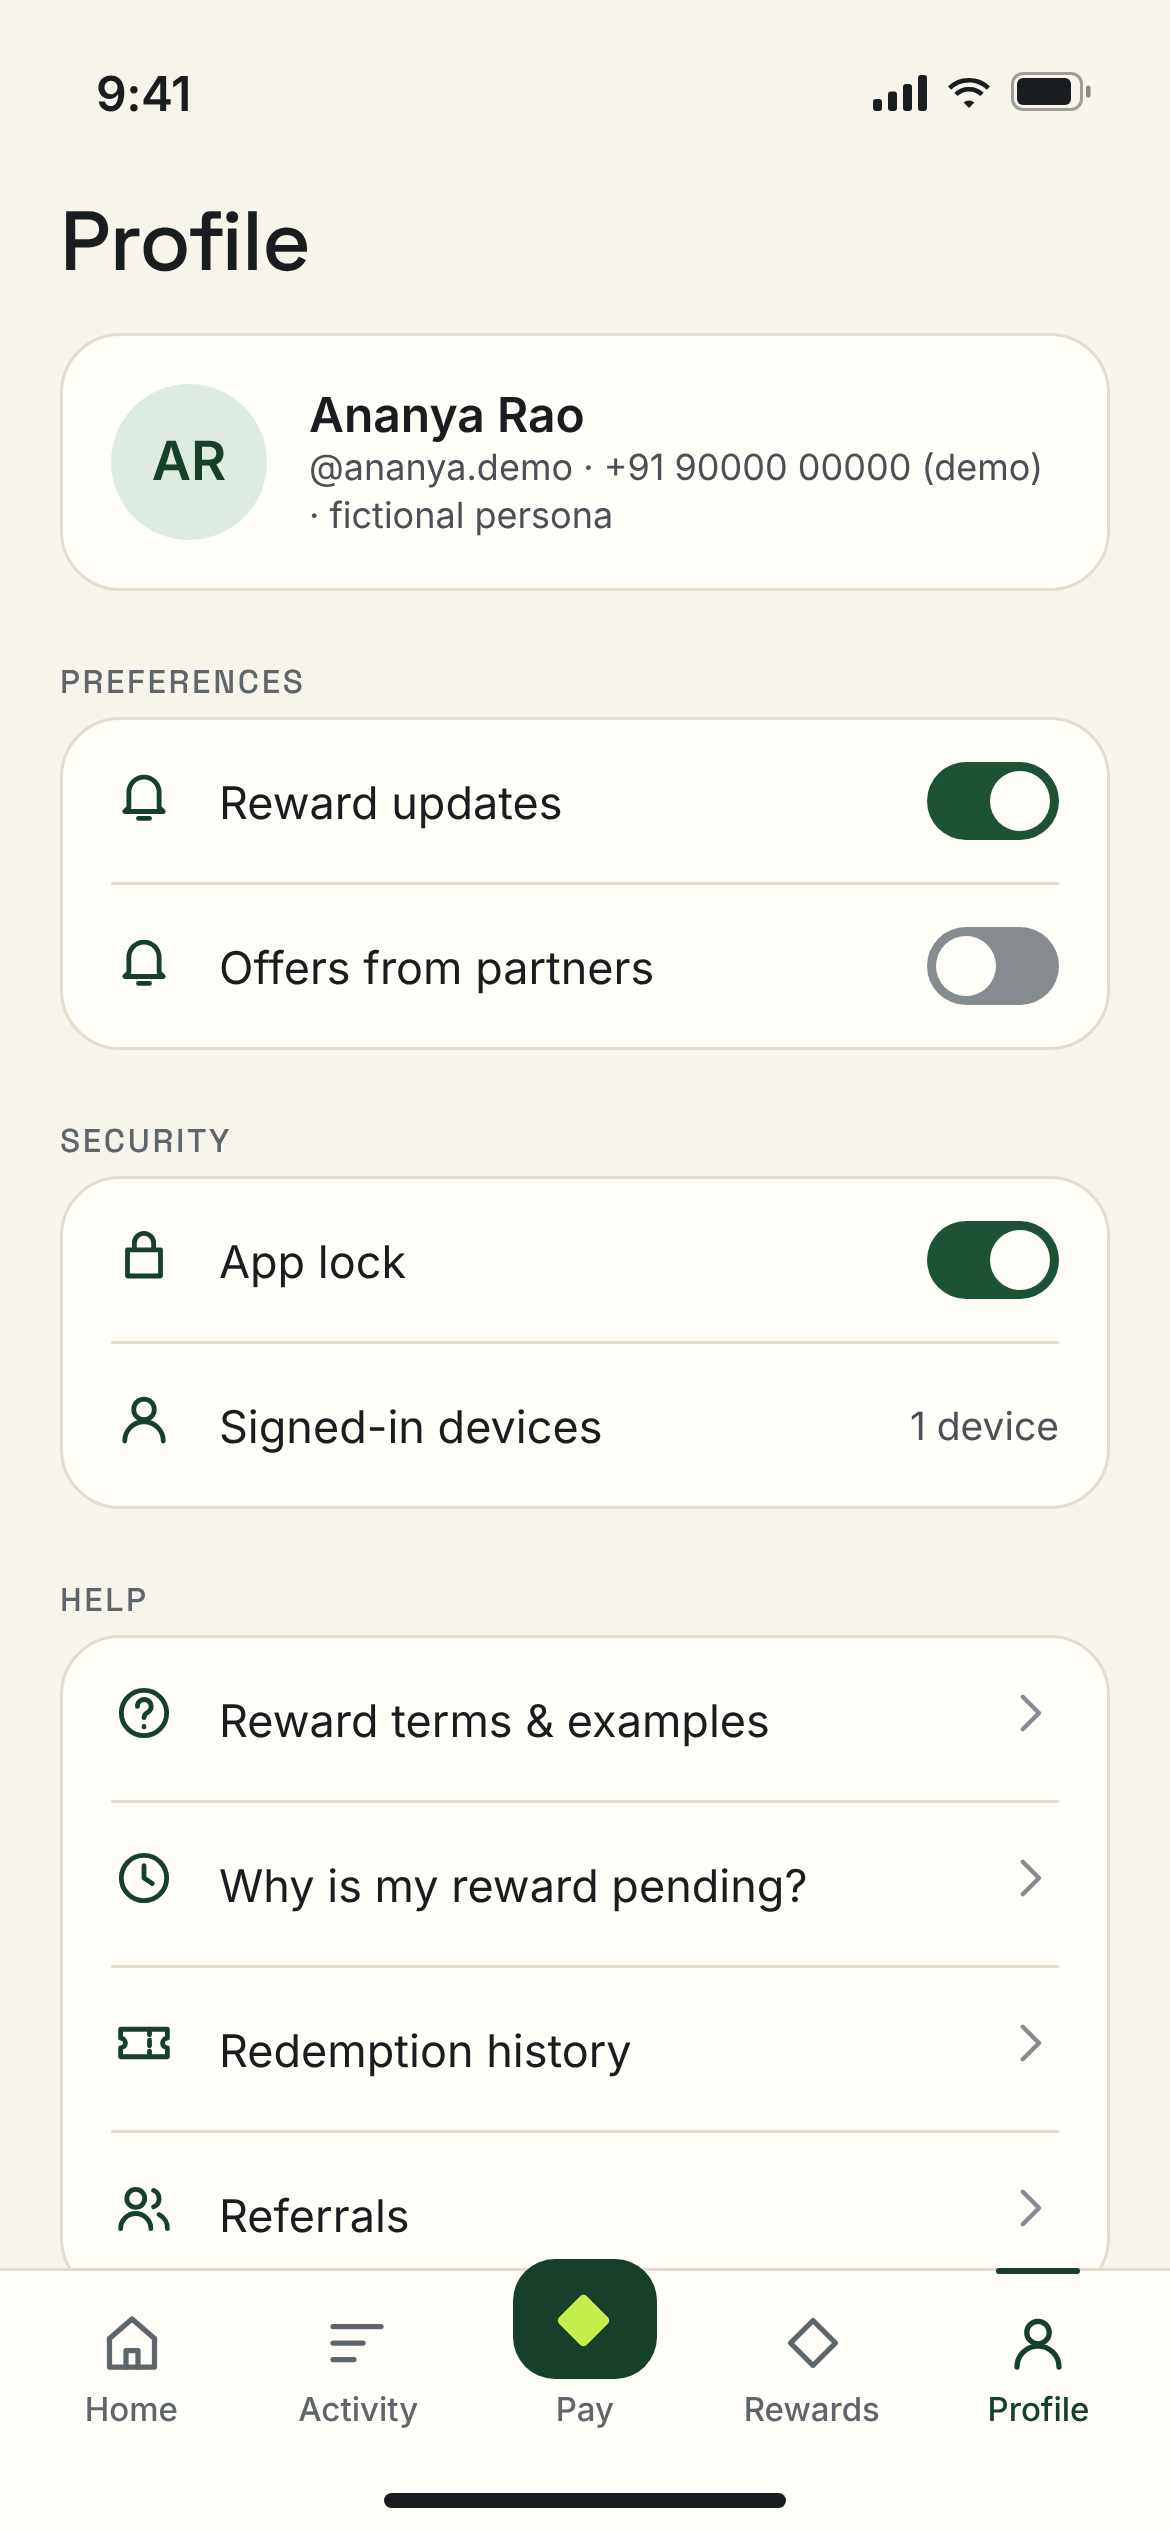 9:41
Profile
AR
Ananya Rao
@ananya.demo · +91 90000 00000 (demo)
· fictional persona
PREFERENCES
Reward updates
Offers from partners
SECURITY
App lock
Signed-in devices
1 device
HELP
Reward terms & examples
Why is my reward pending?
Redemption history
Referrals
Home
Activity
Pay
Rewards
Profile